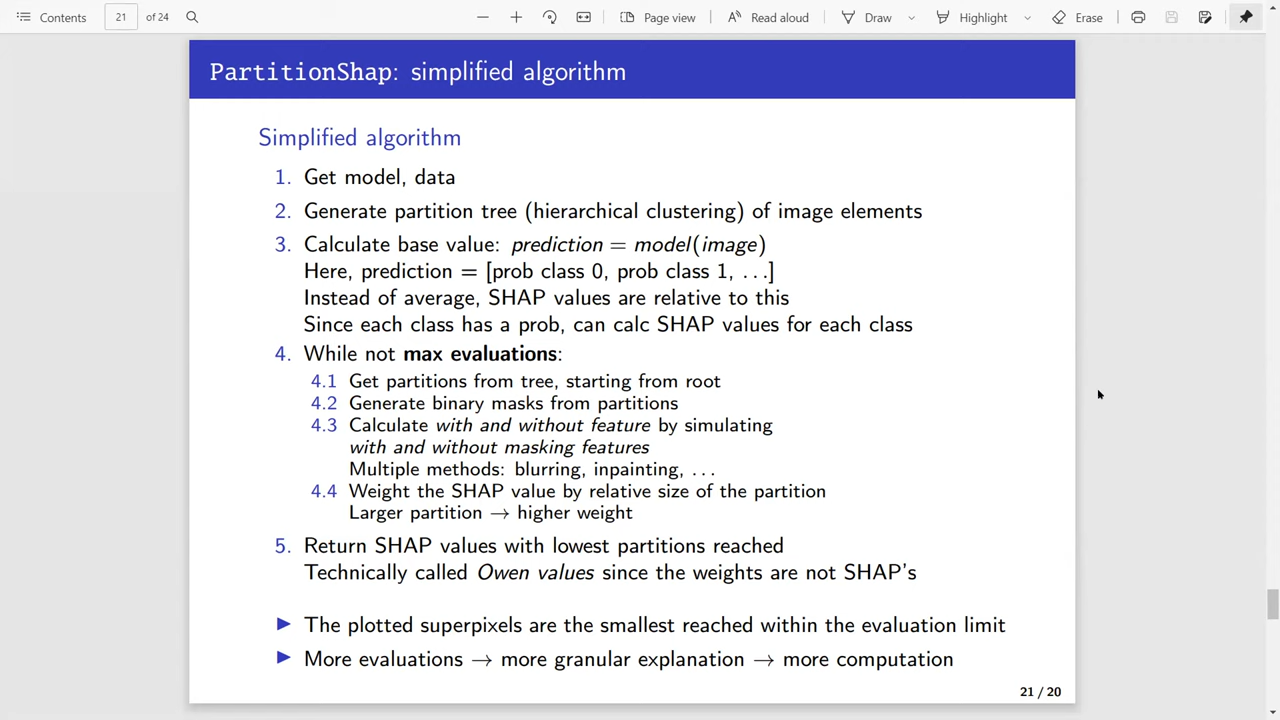 Contents
21 of 24
Page view
Read aloud
Draw
Highlight
Erase
PartitionShap: simplified algorithm
Simplified algorithm
1. Get model, data
2. Generate partition tree (hierarchical clustering) of image elements
3. Calculate base value: prediction = model(image)
Here, prediction = [prob class 0, prob class 1, ...]
Instead of average, SHAP values are relative to this
Since each class has a prob, can calc SHAP values for each class
4. While not max evaluations:
4.1 Get partitions from tree, starting from root
4.2 Generate binary masks from partitions
4.3 Calculate with and without feature by simulating
with and without masking features
Multiple methods: blurring, inpainting, ...
4.4 Weight the SHAP value by relative size of the partition
Larger partition → higher weight
5. Return SHAP values with lowest partitions reached
Technically called Owen values since the weights are not SHAP's
▶ The plotted superpixels are the smallest reached within the evaluation limit
▶ More evaluations → more granular explanation → more computation
21 / 20